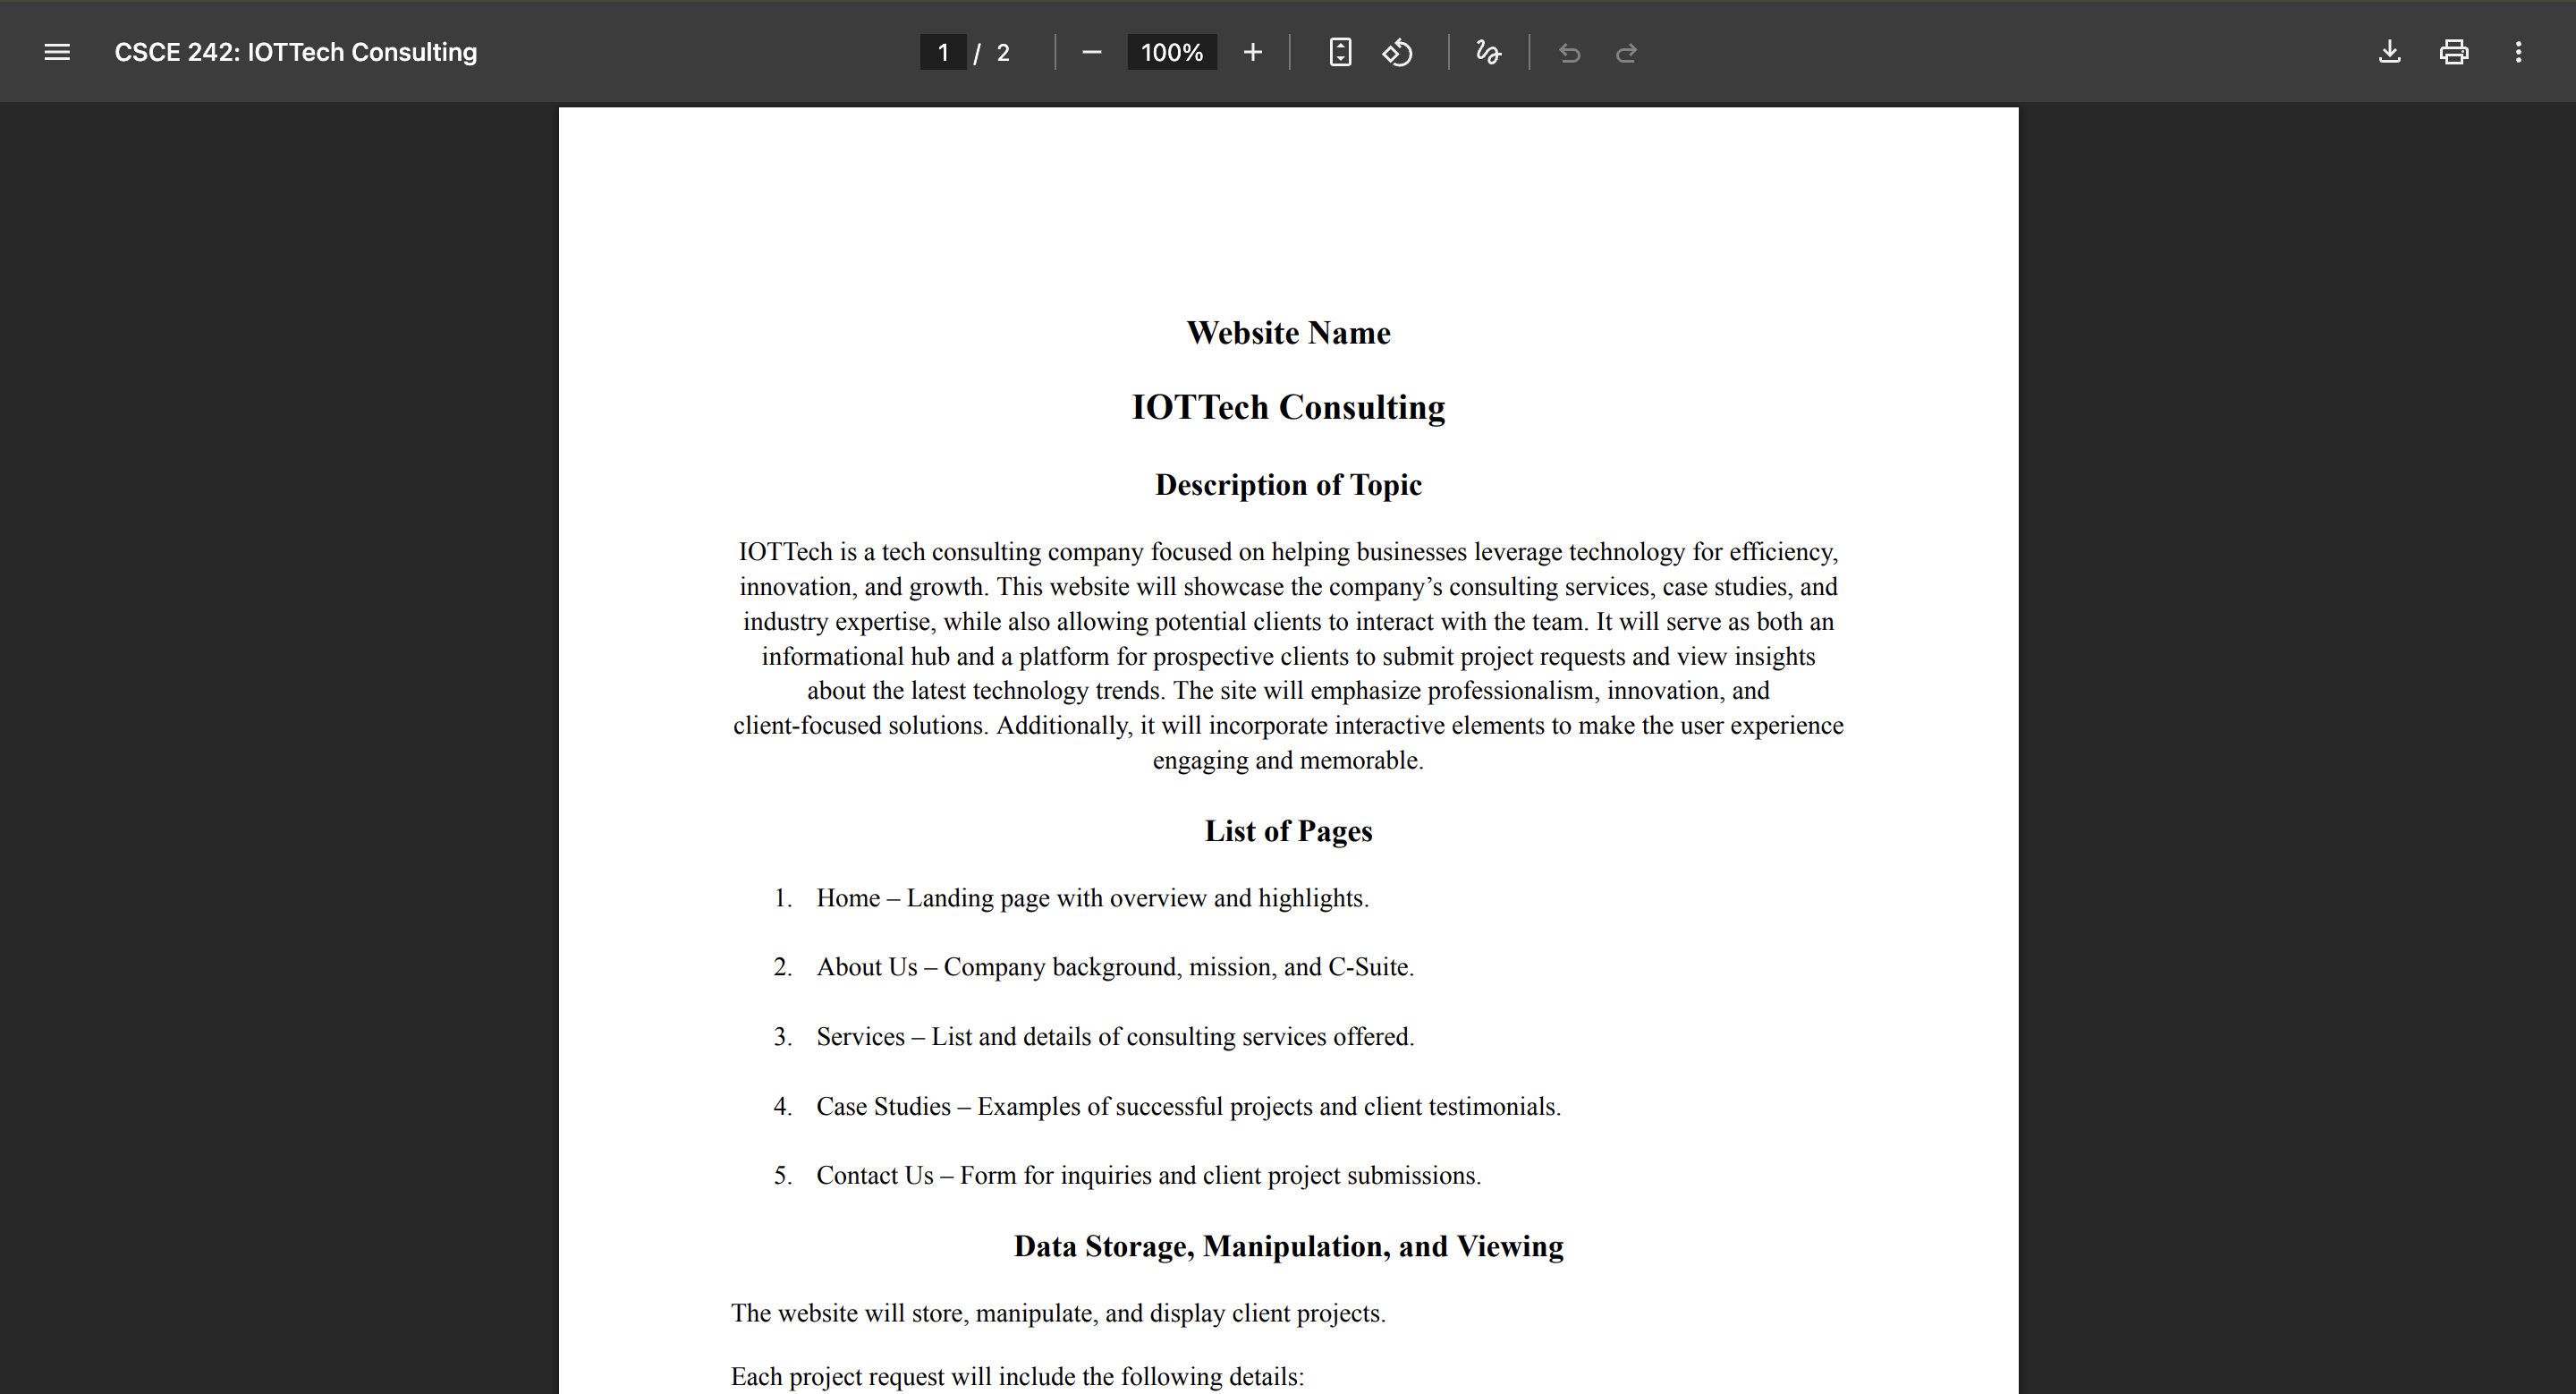 CSCE 242: IOTTech Consulting
1 / 2
100%
Website Name
IOTTech Consulting
Description of Topic
IOTTech is a tech consulting company focused on helping businesses leverage technology for efficiency,
innovation, and growth. This website will showcase the company’s consulting services, case studies, and
industry expertise, while also allowing potential clients to interact with the team. It will serve as both an
informational hub and a platform for prospective clients to submit project requests and view insights
about the latest technology trends. The site will emphasize professionalism, innovation, and
client-focused solutions. Additionally, it will incorporate interactive elements to make the user experience
engaging and memorable.
List of Pages
1. Home – Landing page with overview and highlights.
2. About Us – Company background, mission, and C-Suite.
3. Services – List and details of consulting services offered.
4. Case Studies – Examples of successful projects and client testimonials.
5. Contact Us – Form for inquiries and client project submissions.
Data Storage, Manipulation, and Viewing
The website will store, manipulate, and display client projects.
Each project request will include the following details: